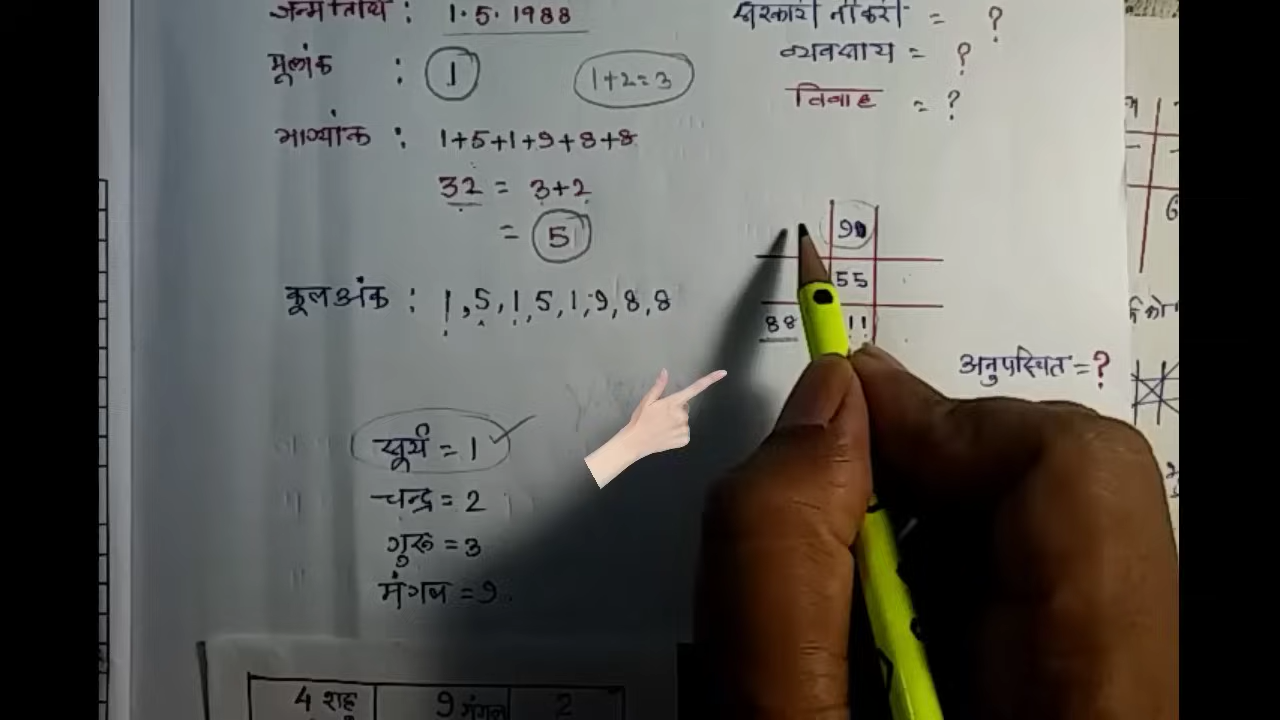 जन्म तिथि : 1.5.1988
मूलांक : 1 1+2=3
भाग्यांक : 1+5+1+9+8+8
32 = 3+2
= 5
कूल अंक : 1,5,1,5,1,9,8,8
सूर्य = 1
चन्द्र = 2
गुरू = 3
मंगल = 9
4 राहु 9 मंगल 2
सरकारी नौकरी = ?
व्यवसाय = ?
विवाह = ?
9
55
88 11
अनुपस्थित = ?